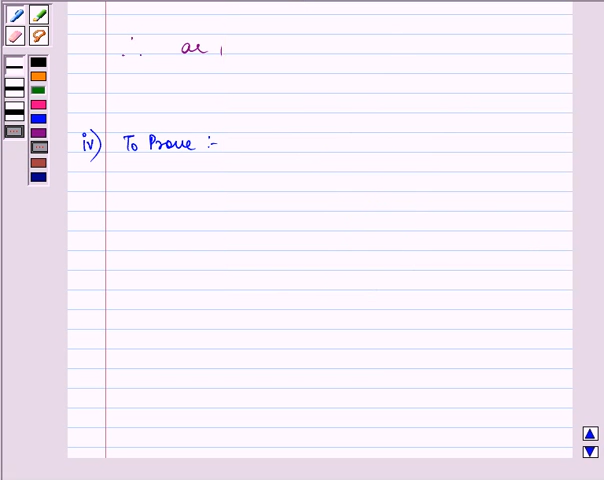 ∴ ar
iv) To Prove :-